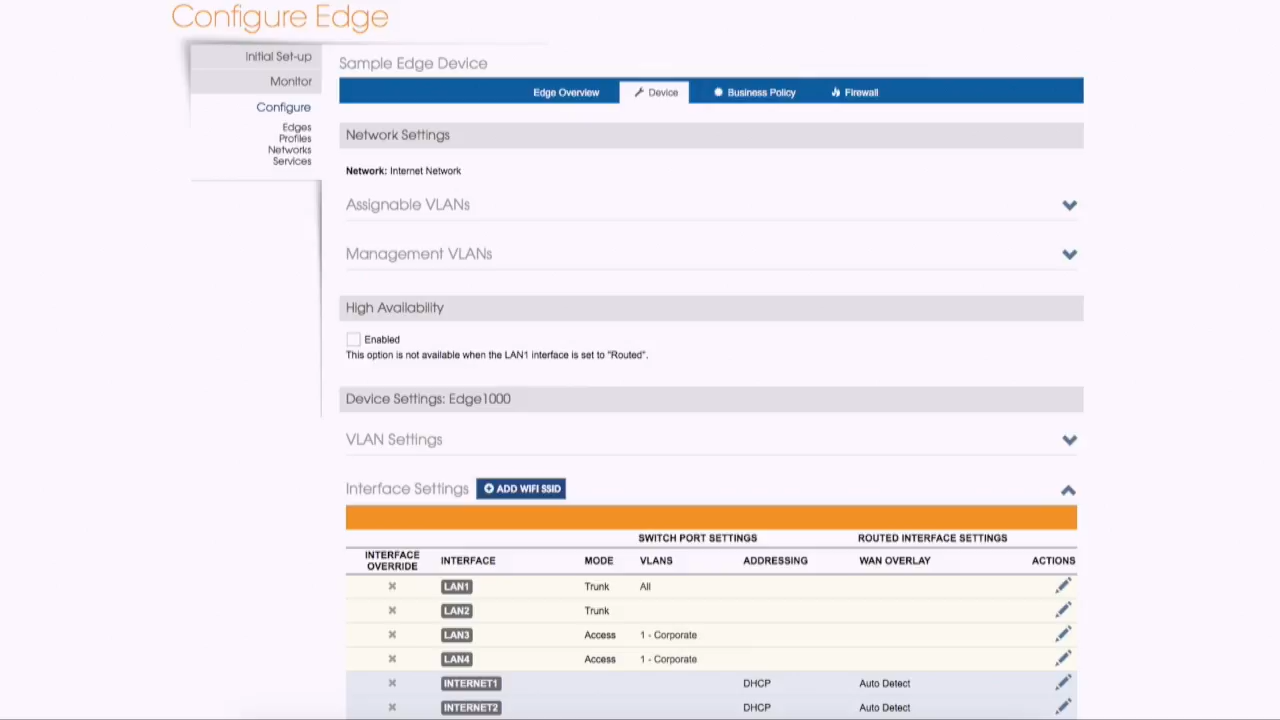 Configure Edge
Initial Set-up
Monitor
Configure
Edges
Profiles
Networks
Services
Sample Edge Device
Edge Overview Device Business Policy Firewall
Network Settings
Network: Internet Network
Assignable VLANs
Management VLANs
High Availability
Enabled
This option is not available when the LAN1 interface is set to "Routed".
Device Settings: Edge1000
VLAN Settings
Interface Settings ADD WIFI SSID
SWITCH PORT SETTINGS ROUTED INTERFACE SETTINGS
INTERFACE OVERRIDE INTERFACE MODE VLANS ADDRESSING WAN OVERLAY ACTIONS
LAN1 Trunk All
LAN2 Trunk
LAN3 Access 1 - Corporate
LAN4 Access 1 - Corporate
INTERNET1 DHCP Auto Detect
INTERNET2 DHCP Auto Detect